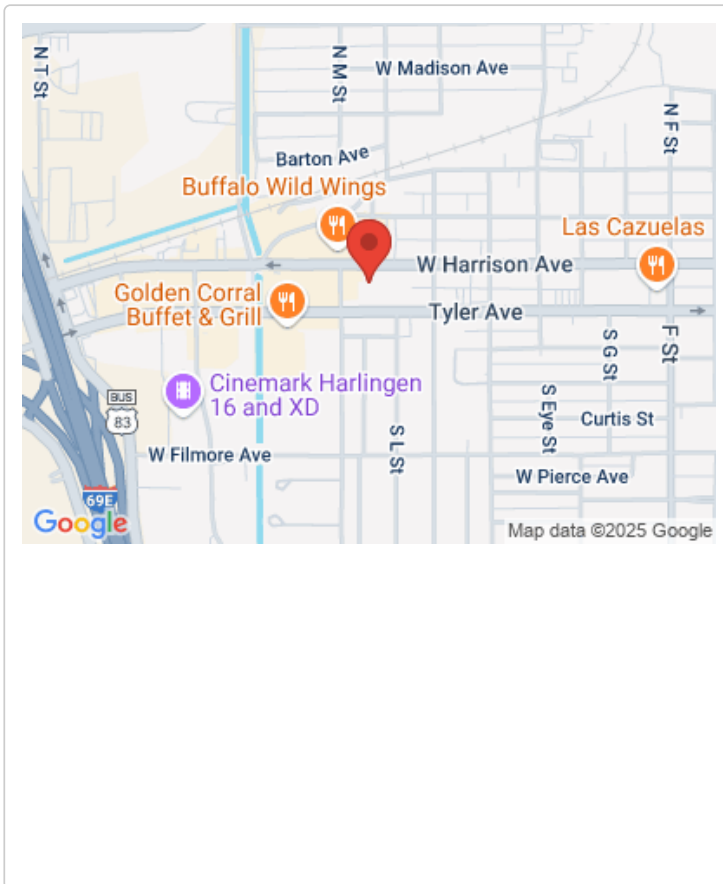 N T St
N M St
W Madison Ave
N F St
Barton Ave
Buffalo Wild Wings
Las Cazuelas
W Harrison Ave
Golden Corral
Buffet & Grill
Tyler Ave
S G St
F St
Cinemark Harlingen
16 and XD
BUS
83
S Eye St
Curtis St
S L St
W Filmore Ave
W Pierce Ave
69E
Google
Map data ©2025 Google